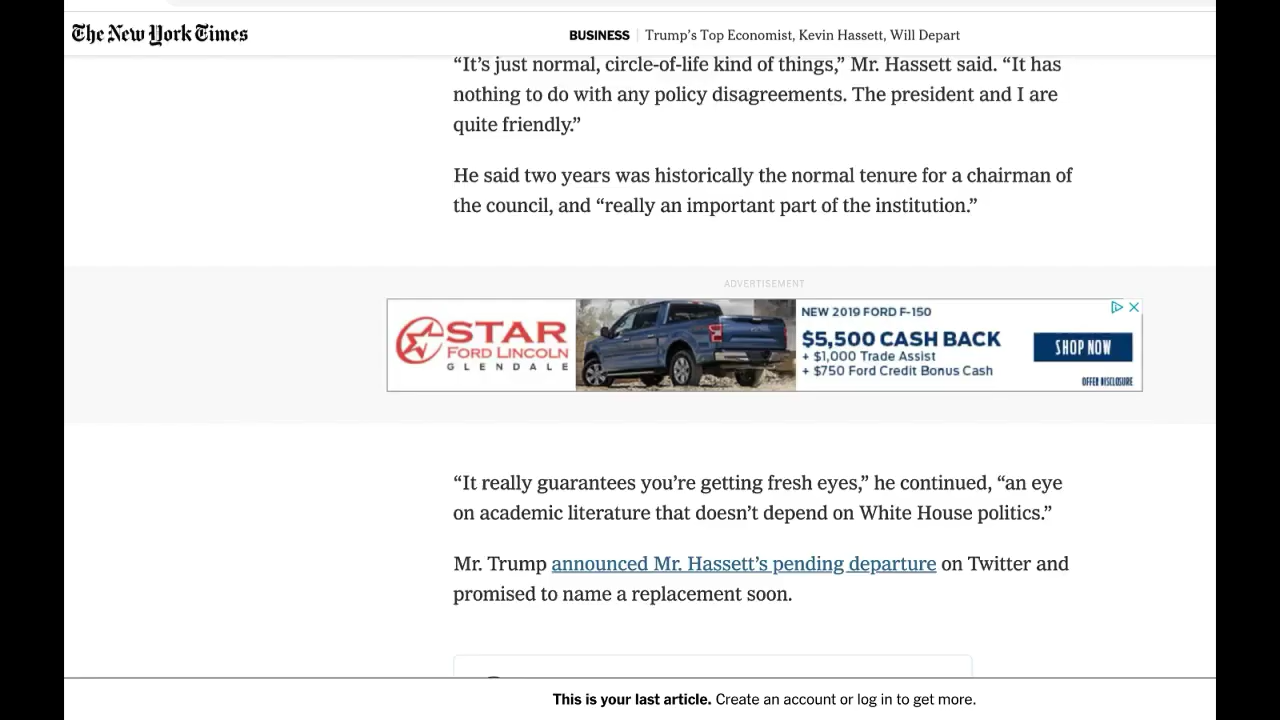 The New York Times
BUSINESS | Trump’s Top Economist, Kevin Hassett, Will Depart
“It’s just normal, circle-of-life kind of things,” Mr. Hassett said. “It has
nothing to do with any policy disagreements. The president and I are
quite friendly.”
He said two years was historically the normal tenure for a chairman of
the council, and “really an important part of the institution.”
ADVERTISEMENT
STAR
FORD LINCOLN
GLENDALE
NEW 2019 FORD F-150
$5,500 CASH BACK
+ $1,000 Trade Assist
+ $750 Ford Credit Bonus Cash
SHOP NOW
OFFER DISCLOSURE
“It really guarantees you’re getting fresh eyes,” he continued, “an eye
on academic literature that doesn’t depend on White House politics.”
Mr. Trump announced Mr. Hassett’s pending departure on Twitter and
promised to name a replacement soon.
This is your last article. Create an account or log in to get more.